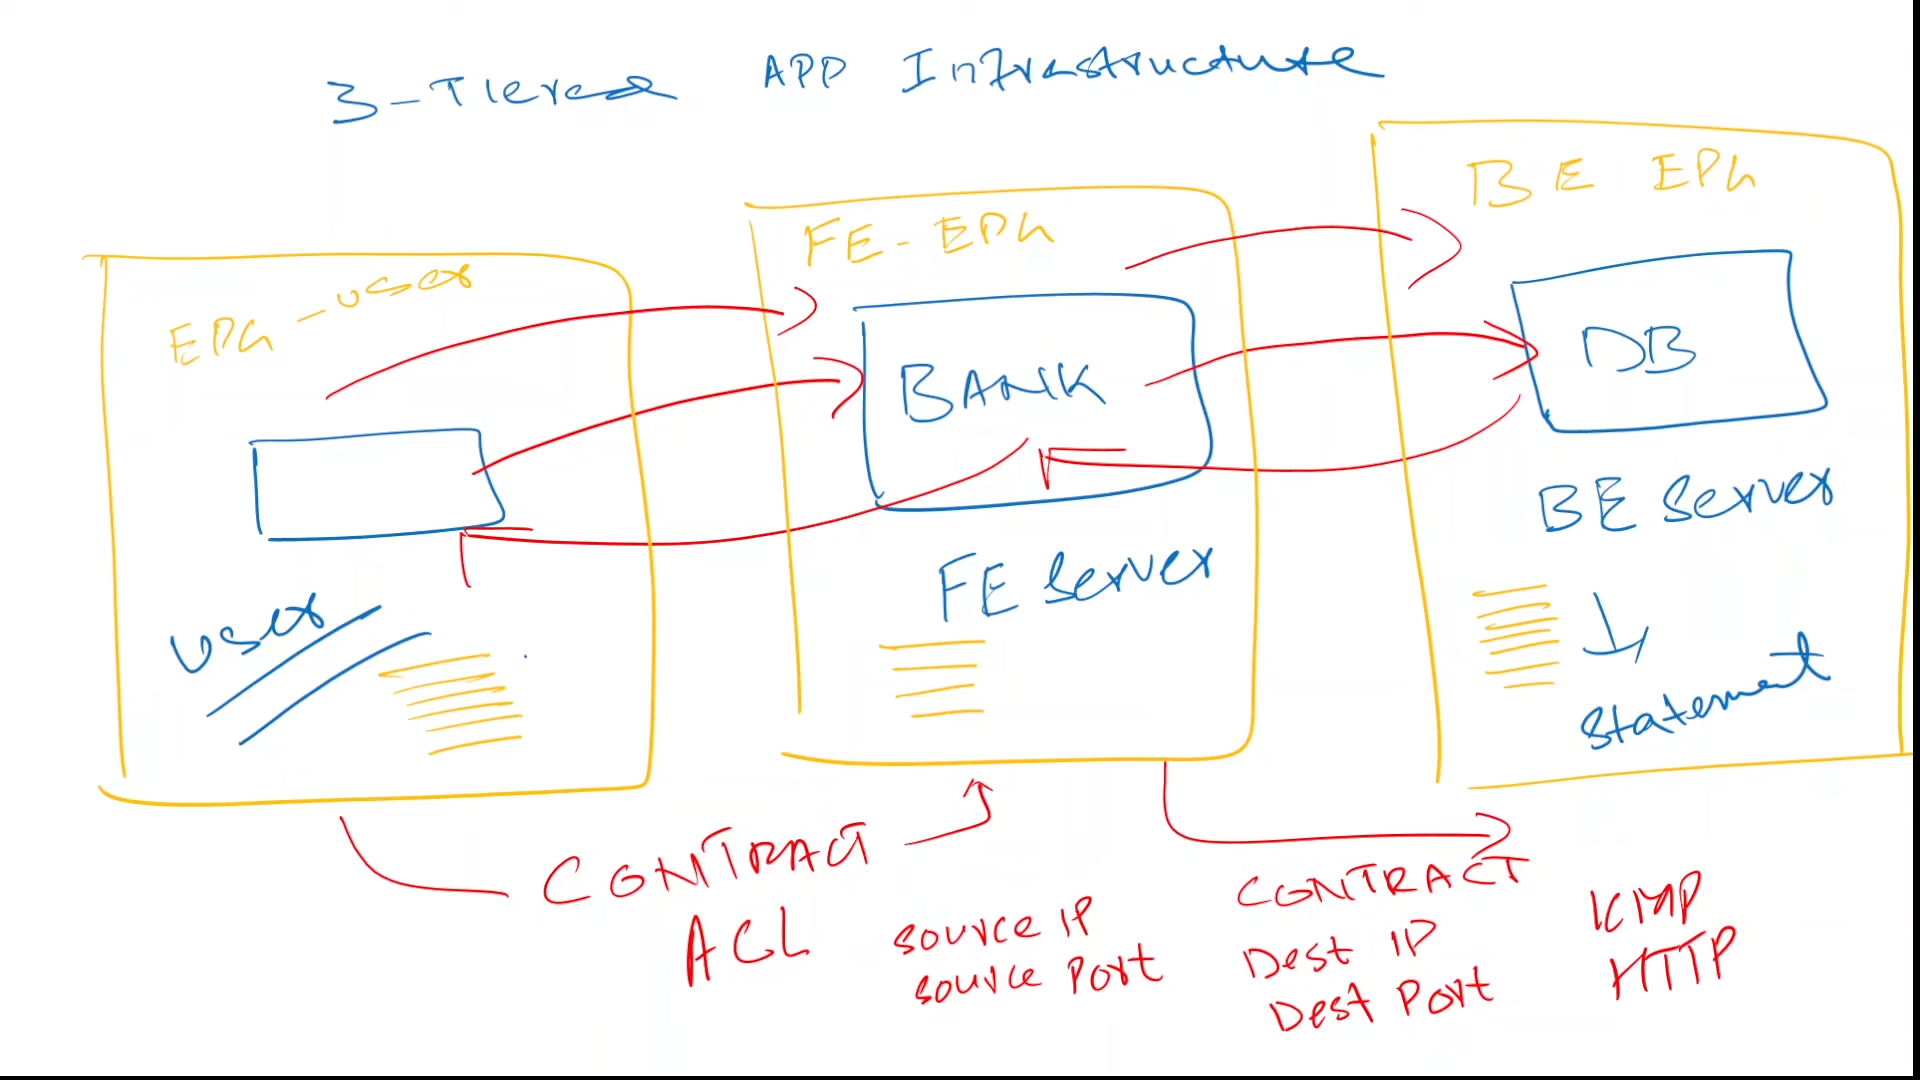 3-Tiered APP Infrastructure
EPG-user
FE-EPG
BE EPG
BANK
DB
user
FE Server
BE Server
Statement
CONTRACT
ACL
source IP
source Port
CONTRACT
Dest IP
Dest Port
ICMP
HTTP